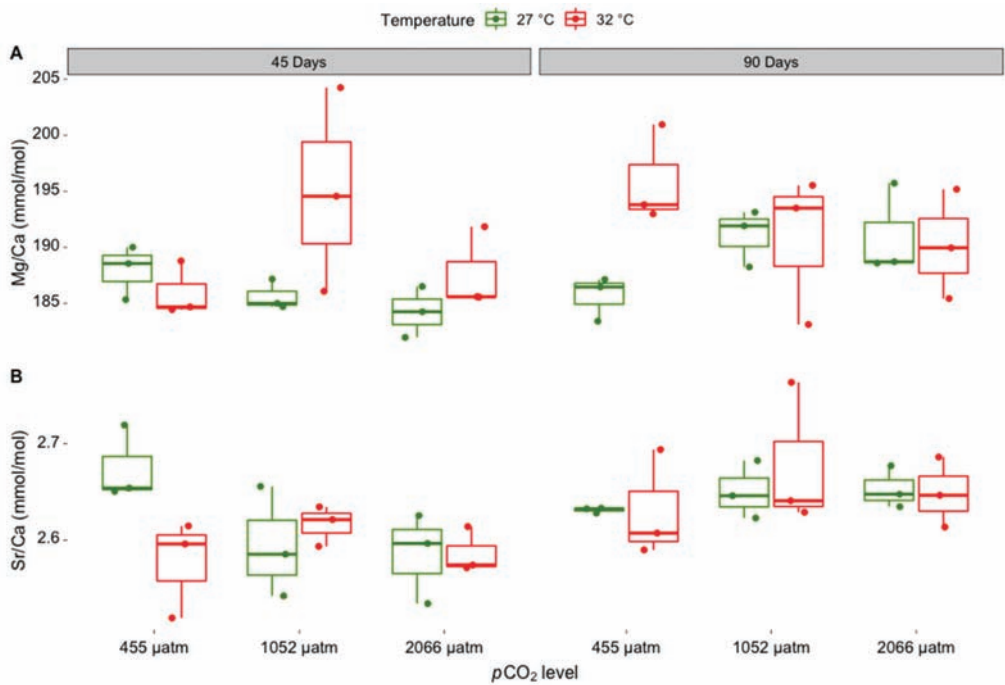 Temperature 27 °C 32 °C
A
45 Days 90 Days
205
200
195
190
185
Mg/Ca (mmol/mol)
B
2.7
2.6
Sr/Ca (mmol/mol)
455 µatm 1052 µatm 2066 µatm 455 µatm 1052 µatm 2066 µatm
pCO₂ level